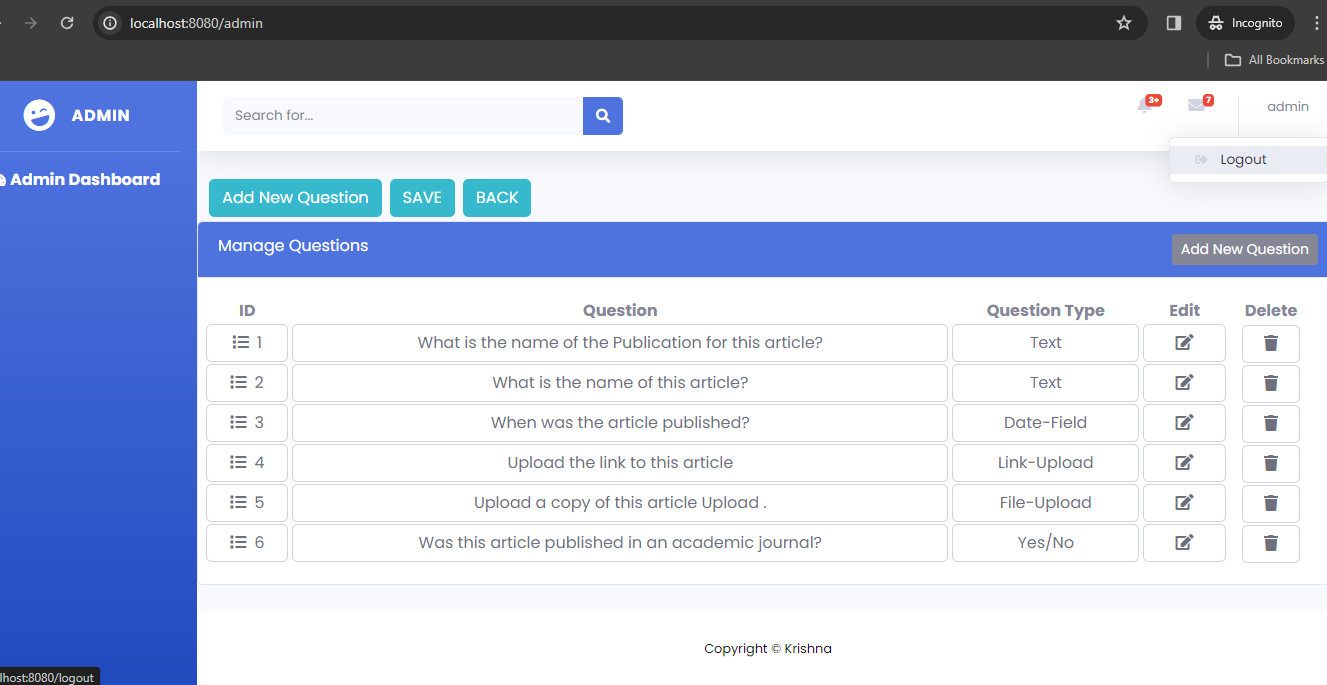 localhost:8080/admin
Incognito
All Bookmarks
ADMIN
Search for...
3+
7
admin
Admin Dashboard
Logout
Add New Question SAVE BACK
Manage Questions
Add New Question
ID Question Question Type Edit Delete
1 What is the name of the Publication for this article? Text
2 What is the name of this article? Text
3 When was the article published? Date-Field
4 Upload the link to this article Link-Upload
5 Upload a copy of this article Upload . File-Upload
6 Was this article published in an academic journal? Yes/No
Copyright © Krishna
lhost:8080/logout